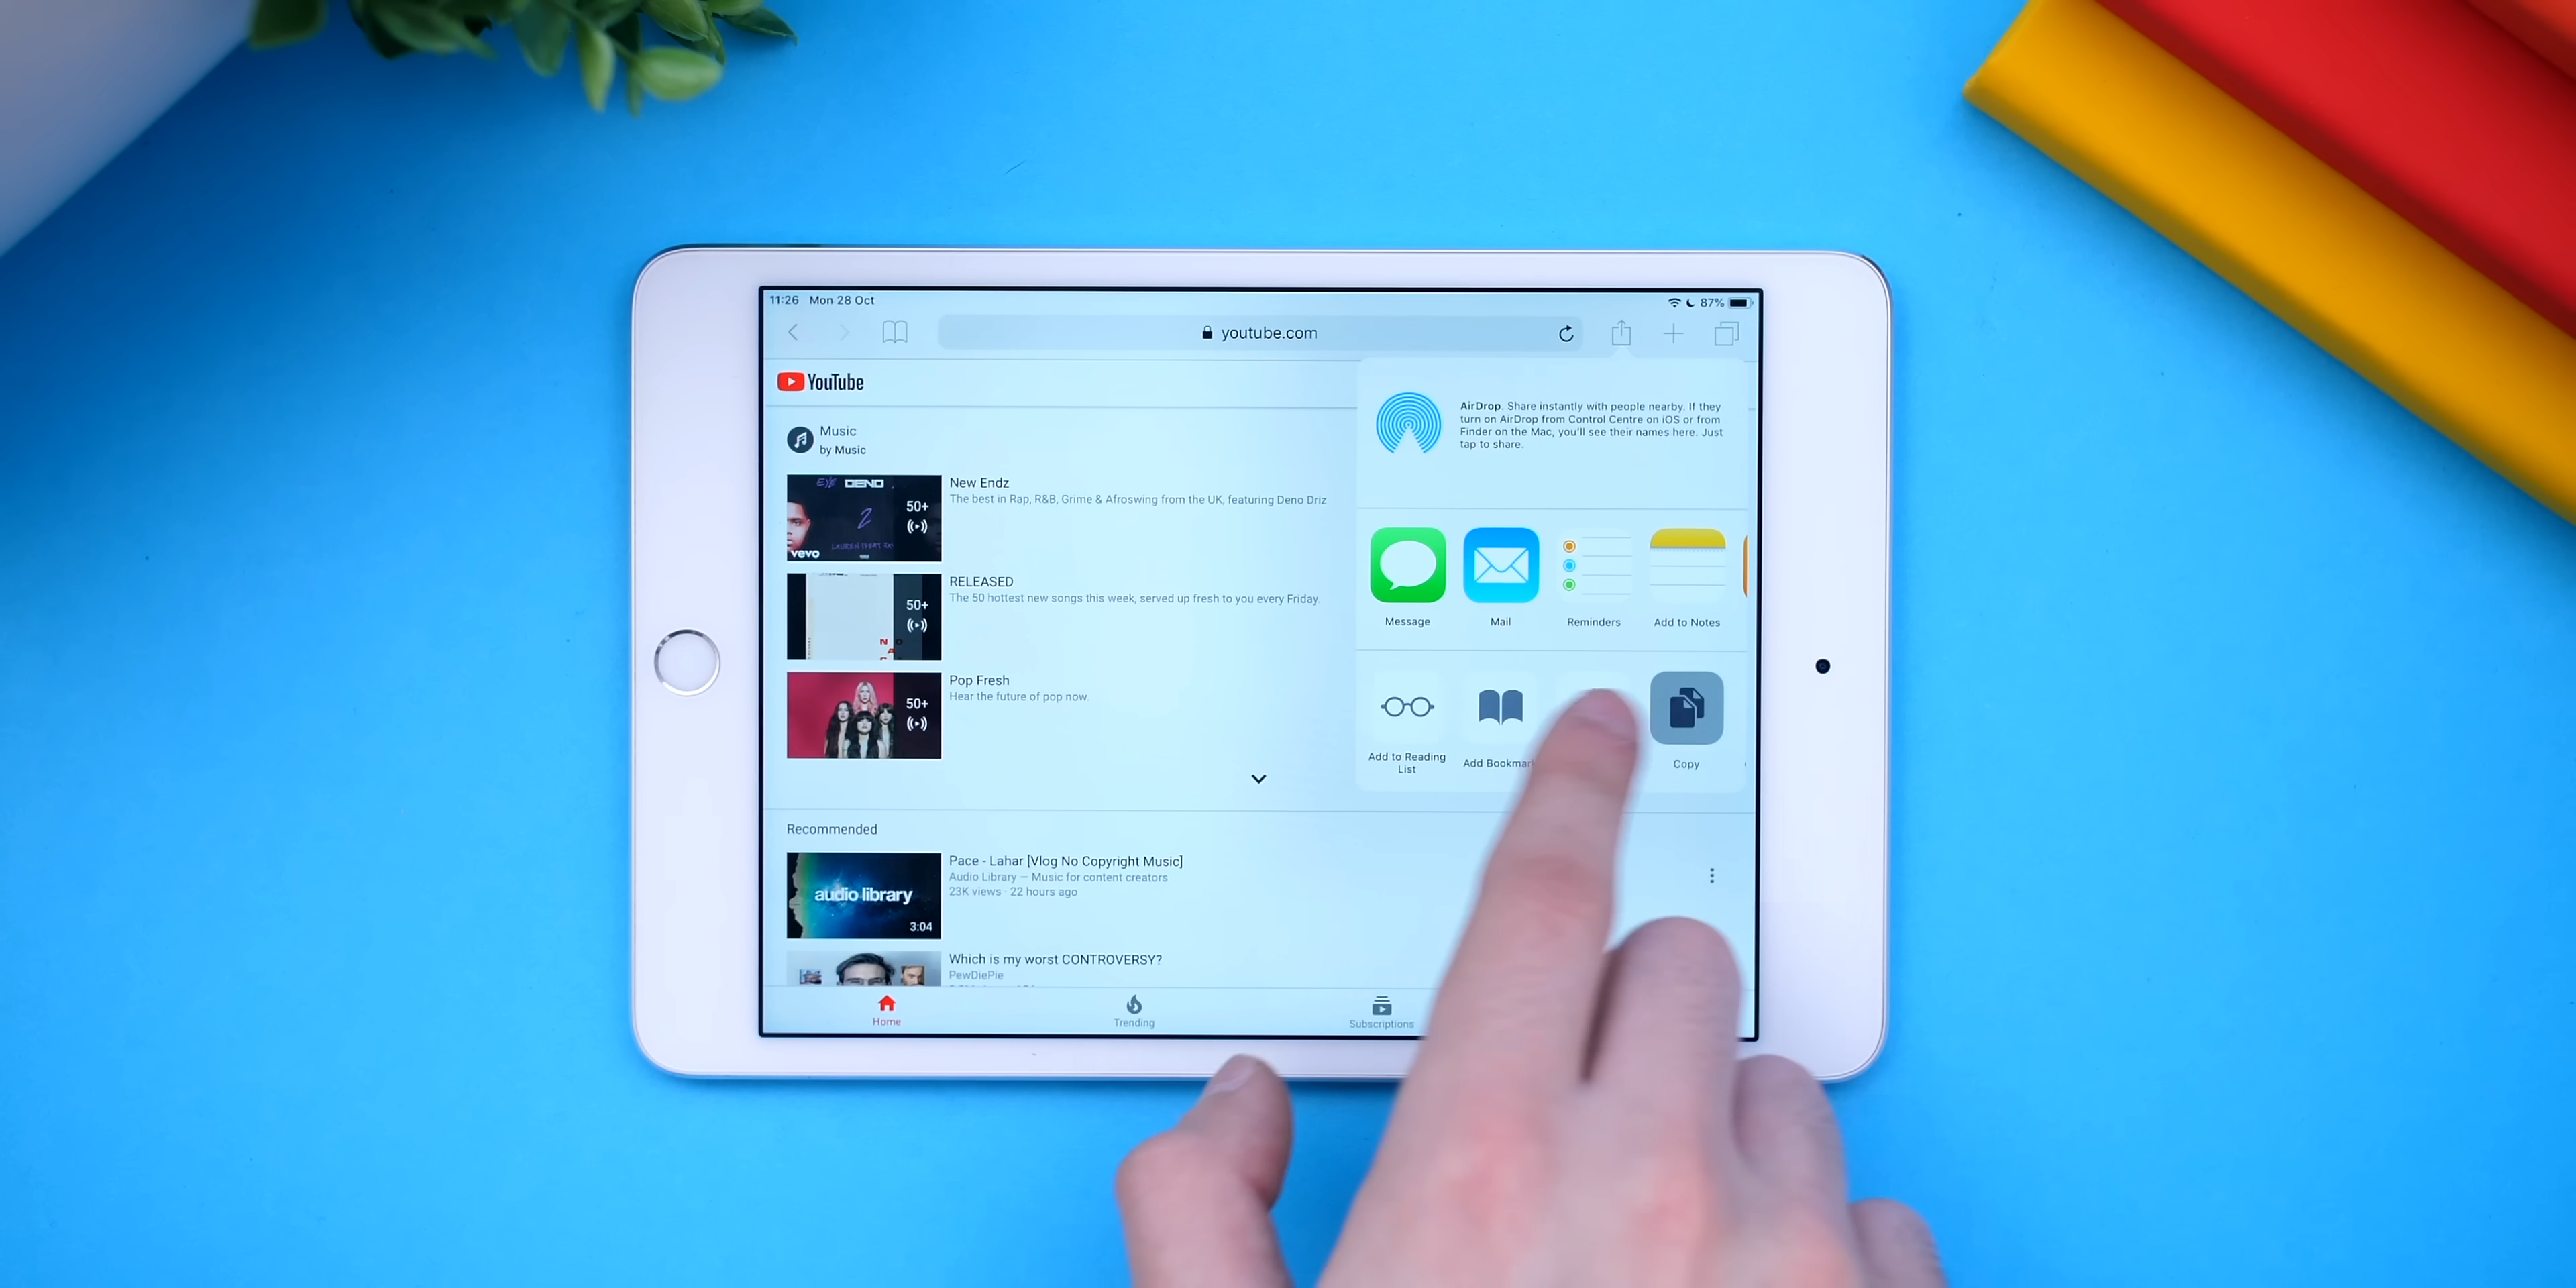 11:26 Mon 28 Oct
87%
youtube.com
YouTube
Music
by Music
EYE DENO
2
50+
vevo
New Endz
The best in Rap, R&B, Grime & Afroswing from the UK, featuring Deno Driz
50+
RELEASED
The 50 hottest new songs this week, served up fresh to you every Friday.
50+
Pop Fresh
Hear the future of pop now.
Recommended
audio library
3:04
Pace - Lahar [Vlog No Copyright Music]
Audio Library — Music for content creators
23K views · 22 hours ago
Which is my worst CONTROVERSY?
PewDiePie
Home
Trending
Subscriptions
AirDrop. Share instantly with people nearby. If they
turn on AirDrop from Control Centre on iOS or from
Finder on the Mac, you'll see their names here. Just
tap to share.
Message
Mail
Reminders
Add to Notes
Add to Reading
List
Add Bookmar
Copy